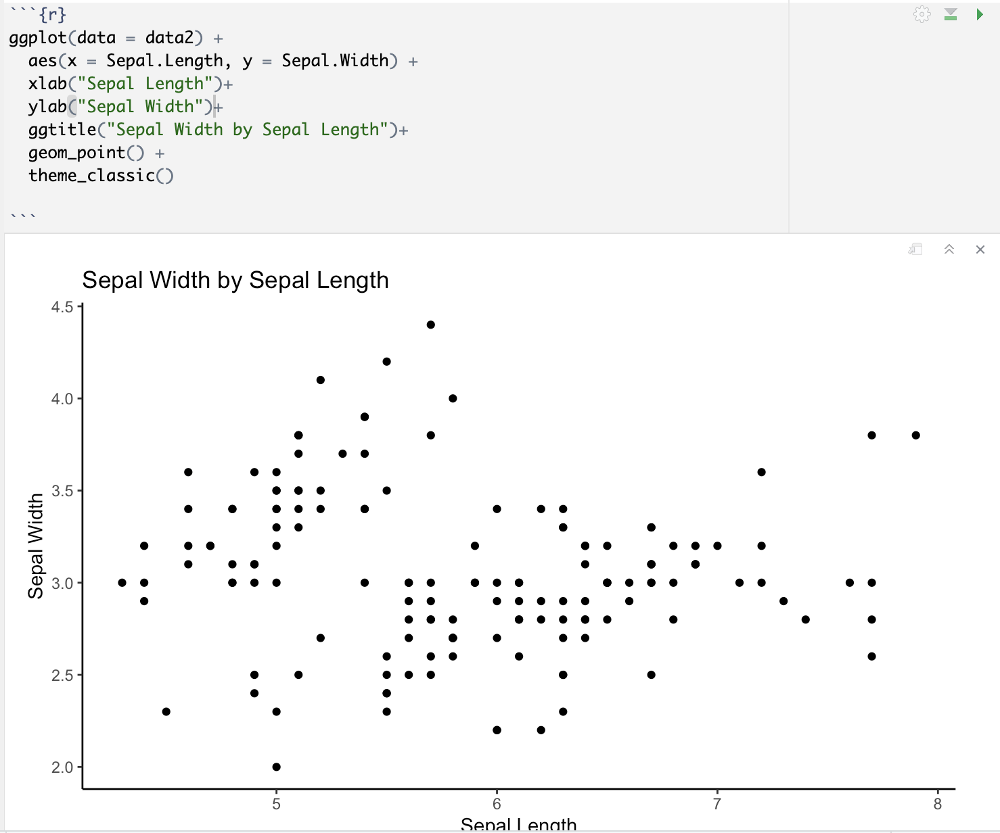 ```{r}
ggplot(data = data2) +
  aes(x = Sepal.Length, y = Sepal.Width) +
  xlab("Sepal Length")+
  ylab("Sepal Width")+
  ggtitle("Sepal Width by Sepal Length")+
  geom_point() +
  theme_classic()
```
Sepal Width by Sepal Length
4.5
4.0
3.5
3.0
2.5
2.0
Sepal Width
5 6 7 8
Sepal Length